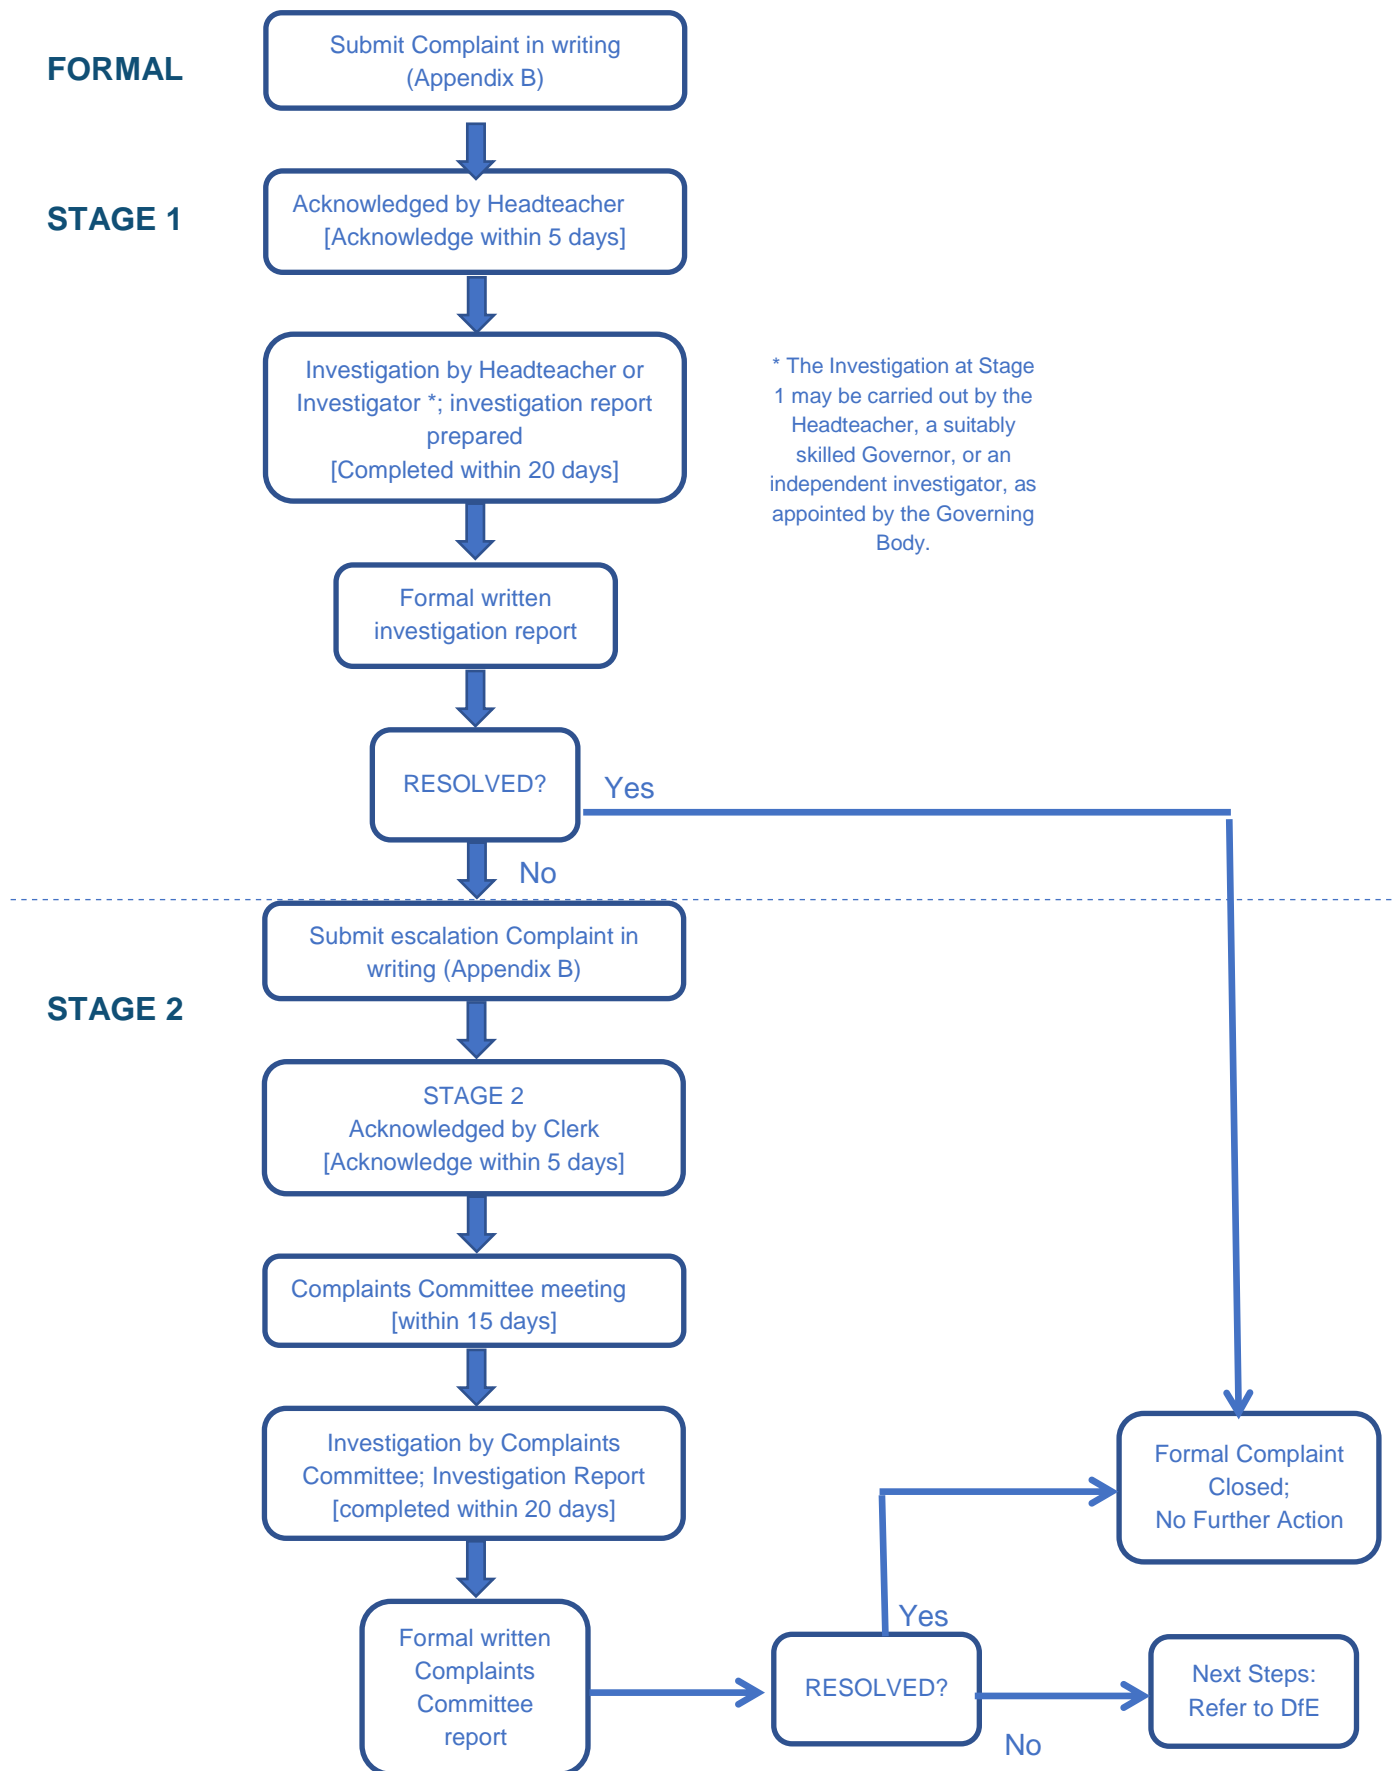 FORMAL
Submit Complaint in writing
(Appendix B)
STAGE 1
Acknowledged by Headteacher
[Acknowledge within 5 days]
Investigation by Headteacher or
Investigator *; investigation report
prepared
[Completed within 20 days]
* The Investigation at Stage
1 may be carried out by the
Headteacher, a suitably
skilled Governor, or an
independent investigator, as
appointed by the Governing
Body.
Formal written
investigation report
RESOLVED?
Yes
No
Submit escalation Complaint in
writing (Appendix B)
STAGE 2
STAGE 2
Acknowledged by Clerk
[Acknowledge within 5 days]
Complaints Committee meeting
[within 15 days]
Investigation by Complaints
Committee; Investigation Report
[completed within 20 days]
Formal Complaint
Closed;
No Further Action
Formal written
Complaints
Committee
report
Yes
RESOLVED?
No
Next Steps:
Refer to DfE